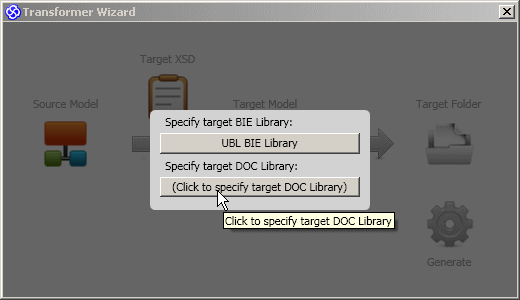 Transformer Wizard
Target XSD
Source Model
Target Model
Target Folder
Specify target BIE Library:
UBL BIE Library
Specify target DOC Library:
(Click to specify target DOC Library)
Click to specify target DOC Library
Generate